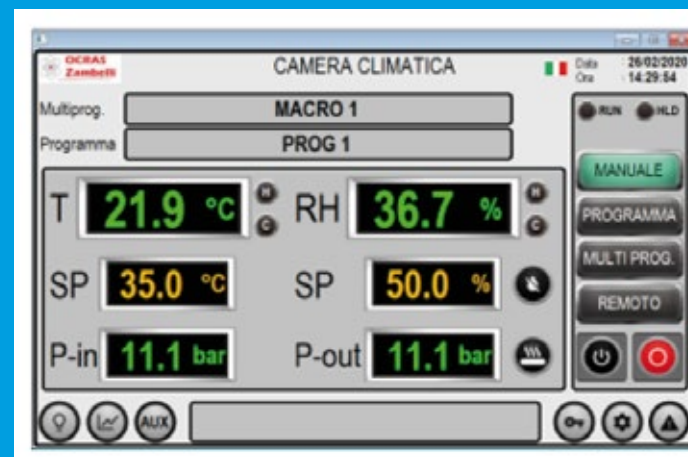 OCRAS
Zambelli
CAMERA CLIMATICA
Data : 26/02/2020
Ora : 14:29:54
Multiprog. MACRO 1
Programma PROG 1
RUN HLD
MANUALE
PROGRAMMA
MULTI PROG.
REMOTO
T 21.9 °C H C RH 36.7 % H C
SP 35.0 °C SP 50.0 %
P-in 11.1 bar P-out 11.1 bar
AUX